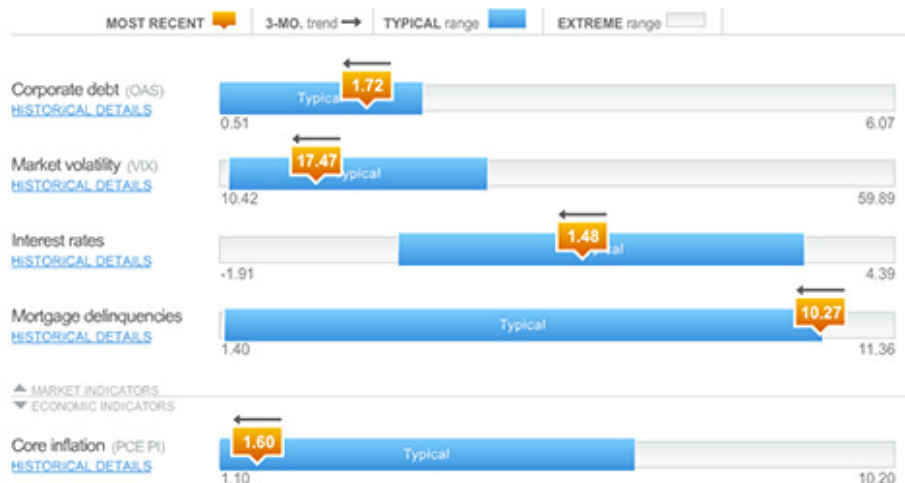 MOST RECENT 3-MO. trend TYPICAL range EXTREME range
Corporate debt (OAS)
HISTORICAL DETAILS
1.72
Typical
0.51 6.07
Market volatility (VIX)
HISTORICAL DETAILS
17.47
Typical
10.42 59.89
Interest rates
HISTORICAL DETAILS
1.48
Typical
-1.91 4.39
Mortgage delinquencies
HISTORICAL DETAILS
10.27
Typical
1.40 11.36
MARKET INDICATORS
ECONOMIC INDICATORS
Core inflation (PCE PI)
HISTORICAL DETAILS
1.60
Typical
1.10 10.20